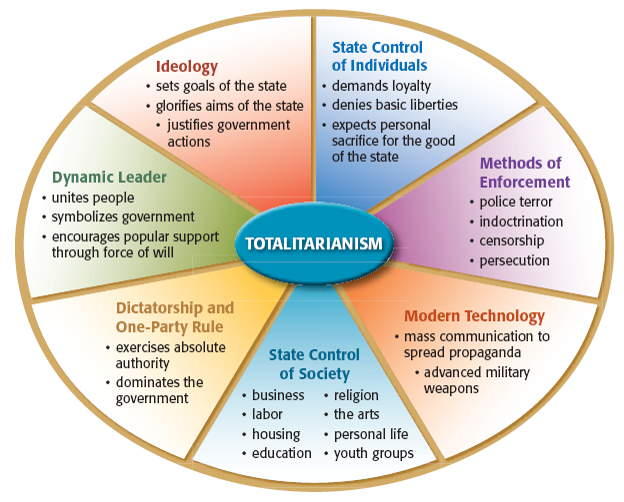 TOTALITARIANISM
Ideology
• sets goals of the state
• glorifies aims of the state
• justifies government
actions
State Control
of Individuals
• demands loyalty
• denies basic liberties
• expects personal
sacrifice for the good
of the state
Methods of
Enforcement
• police terror
• indoctrination
• censorship
• persecution
Modern Technology
• mass communication to
spread propaganda
• advanced military
weapons
State Control
of Society
• business
• labor
• housing
• education
• religion
• the arts
• personal life
• youth groups
Dictatorship and
One-Party Rule
• exercises absolute
authority
• dominates the
government
Dynamic Leader
• unites people
• symbolizes government
• encourages popular support
through force of will